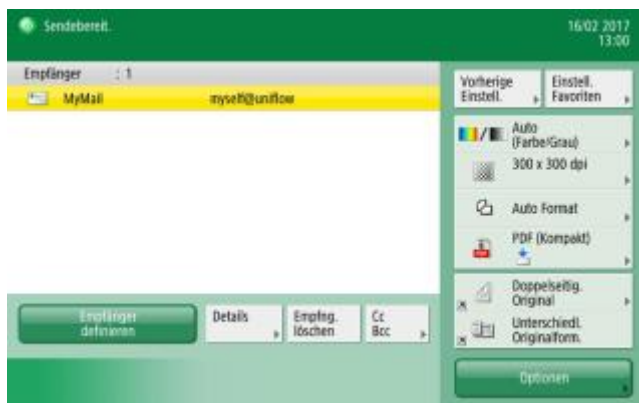 Sendebereit.
16/02 2017
13:00
Empfänger : 1
MyMail myself@uniflow
Vorherige
Einstell.
Einstell.
Favoriten
Auto
(Farbe/Grau)
300 x 300 dpi
Auto Format
PDF (Kompakt)
Doppelseitig.
Original
Unterschiedl.
Originalform.
Empfänger
definieren
Details
Empfng.
löschen
Cc
Bcc
Optionen